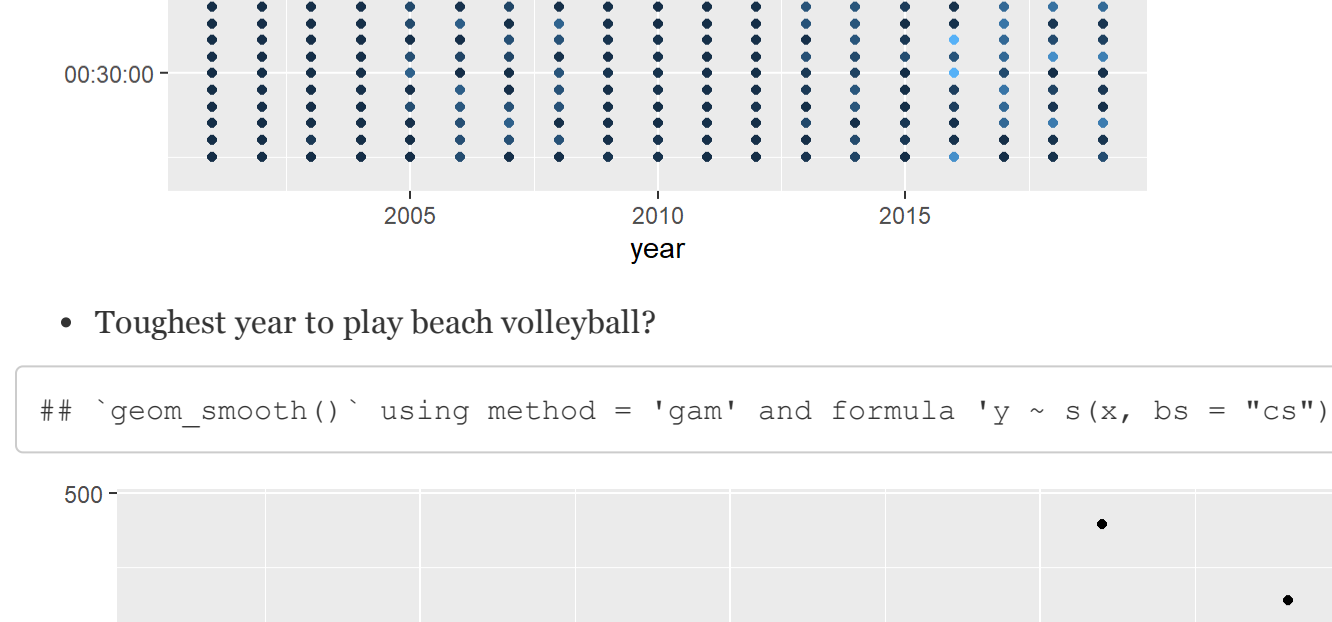 00:30:00
2005 2010 2015
year
• Toughest year to play beach volleyball?
## `geom_smooth()` using method = 'gam' and formula 'y ~ s(x, bs = "cs")
500